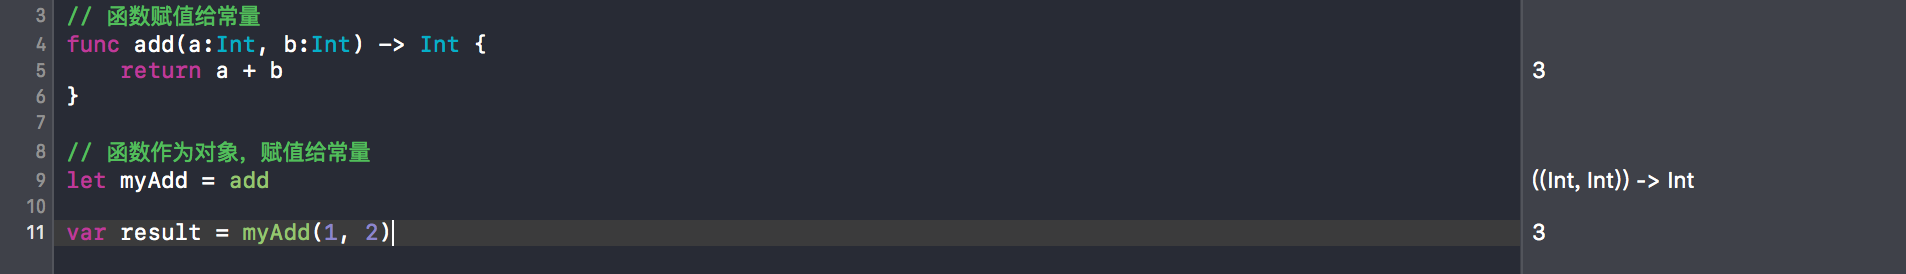 3 // 函数赋值给常量
4 func add(a:Int, b:Int) -> Int {
5 return a + b 3
6 }
7
8 // 函数作为对象，赋值给常量
9 let myAdd = add ((Int, Int)) -> Int
10
11 var result = myAdd(1, 2) 3